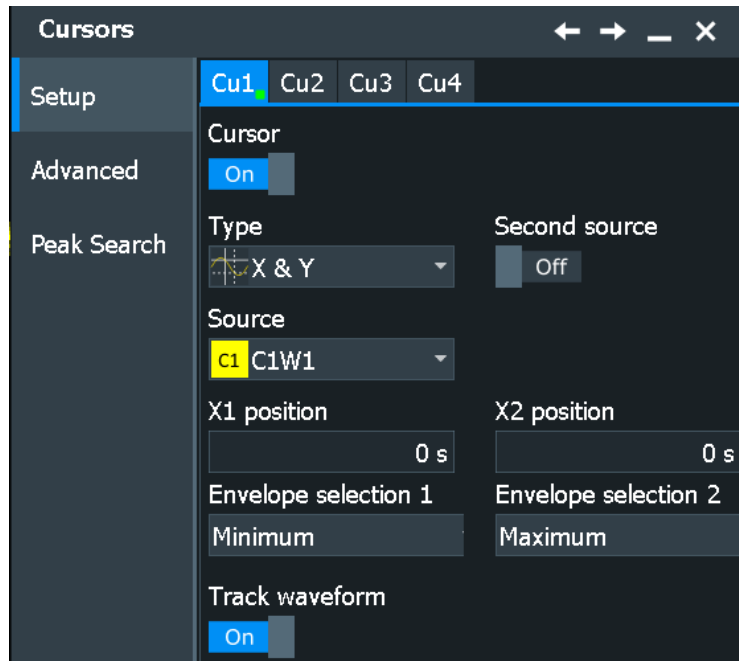 Cursors
Setup
Advanced
Peak Search
Cu1 Cu2 Cu3 Cu4
Cursor
On
Type Second source
X & Y Off
Source
C1 C1W1
X1 position X2 position
0 s 0 s
Envelope selection 1 Envelope selection 2
Minimum Maximum
Track waveform
On